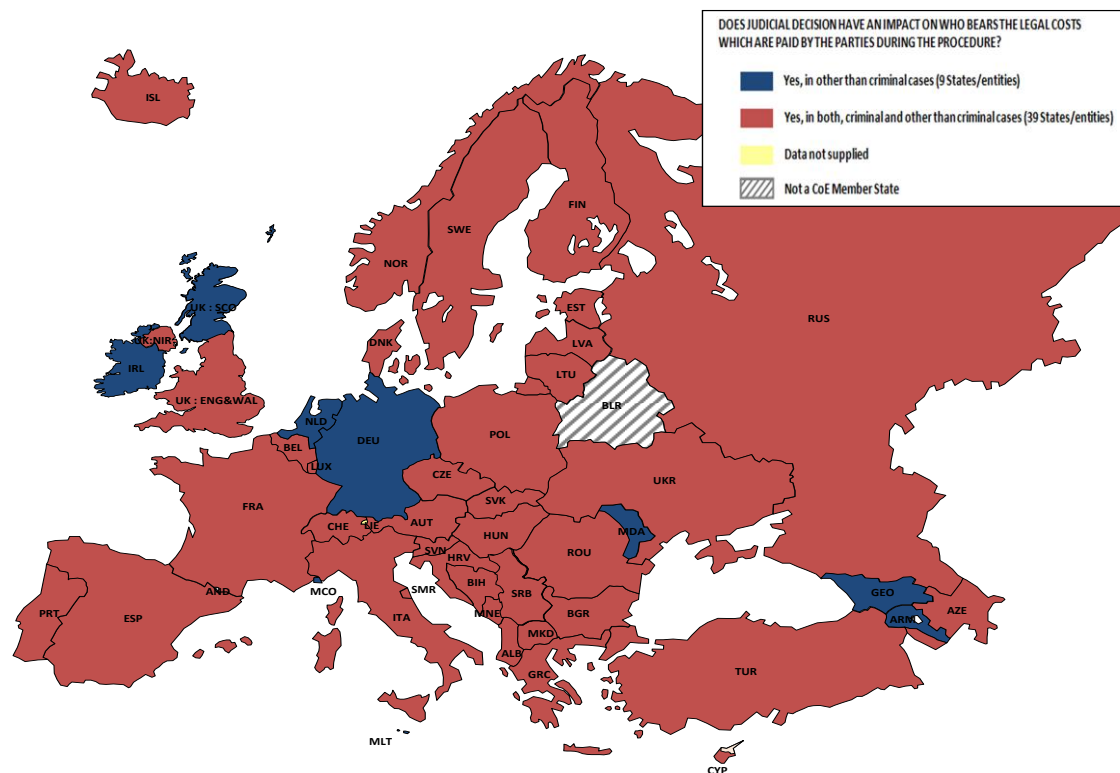 DOES JUDICIAL DECISION HAVE AN IMPACT ON WHO BEARS THE LEGAL COSTS
WHICH ARE PAID BY THE PARTIES DURING THE PROCEDURE?
Yes, in other than criminal cases (9 States/entities)
Yes, in both, criminal and other than criminal cases (39 States/entities)
Data not supplied
Not a CoE Member State
ISL
FIN
SWE
NOR
UK : SCO
EST
RUS
UK:NIR
DNK
LVA
IRL
LTU
UK : ENG&WAL
BLR
NLD
DEU
POL
BEL
LUX
CZE
UKR
SVK
FRA
CHE
LIE
AUT
HUN
MDA
SVN
HRV
ROU
BIH
AND
MCO
SMR
SRB
GEO
PRT
ESP
ITA
MNE
BGR
ARM
AZE
MKD
ALB
GRC
TUR
MLT
CYP